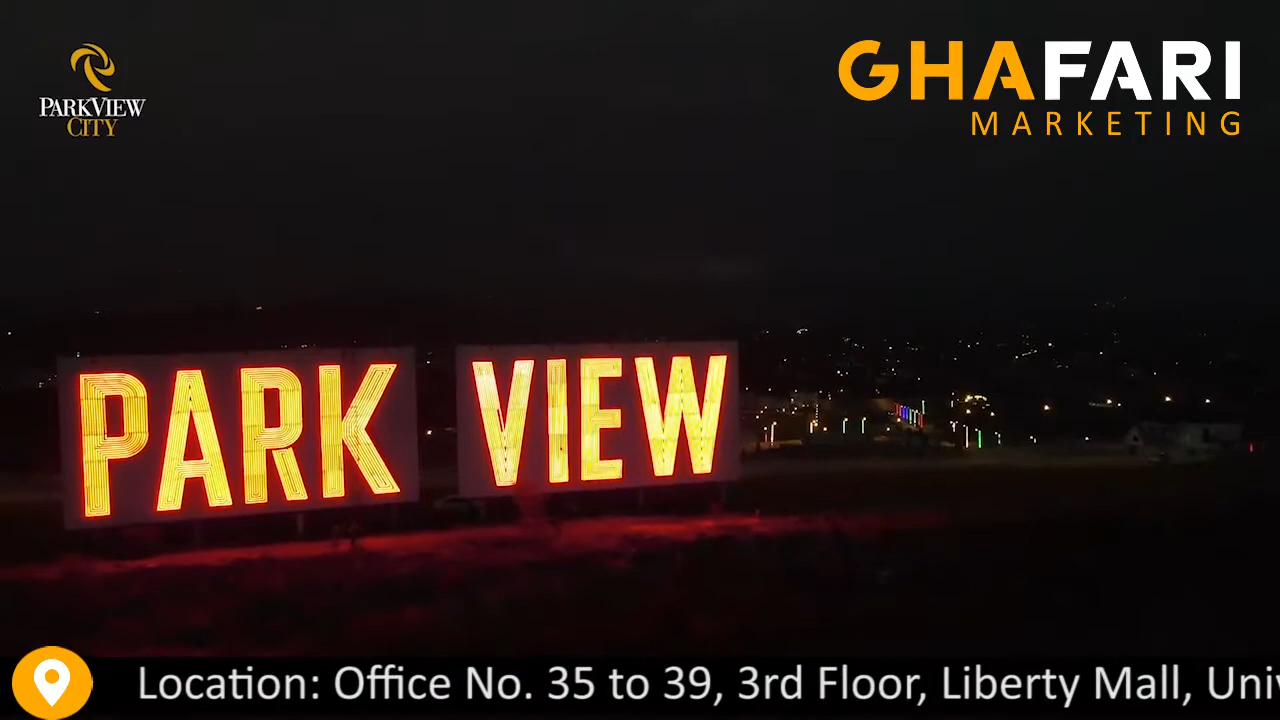 PARKVIEW
CITY
GHAFARI
MARKETING
PARK VIEW
Location: Office No. 35 to 39, 3rd Floor, Liberty Mall,